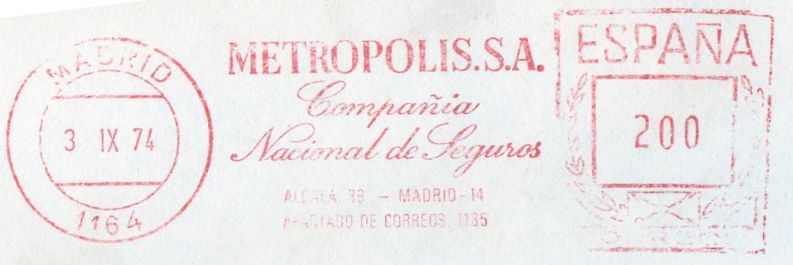 MADRID
3 IX 74
1164
METROPOLIS.S.A.
Compañia
Nacional de Seguros
ALCALA, 39 - MADRID-14
APARTADO DE CORREOS, 1135
ESPAÑA
200